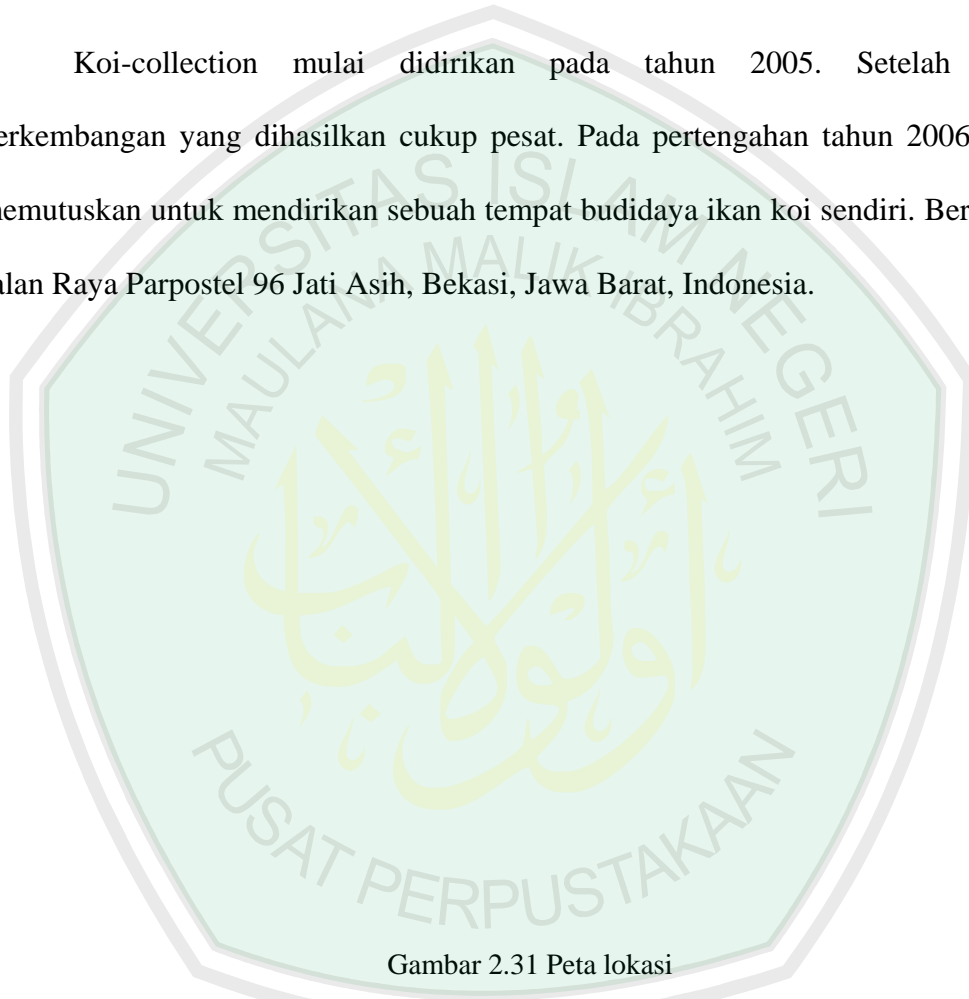 Koi-collection mulai didirikan pada tahun 2005. Setelah
erkembangan yang dihasilkan cukup pesat. Pada pertengahan tahun 2006
nemutuskan untuk mendirikan sebuah tempat budidaya ikan koi sendiri. Ber
alan Raya Parpostel 96 Jati Asih, Bekasi, Jawa Barat, Indonesia.
UNIVERSITAS ISLAM NEGERI
MAULANA MALIK IBRAHIM
PUSAT PERPUSTAKAAN
Gambar 2.31 Peta lokasi